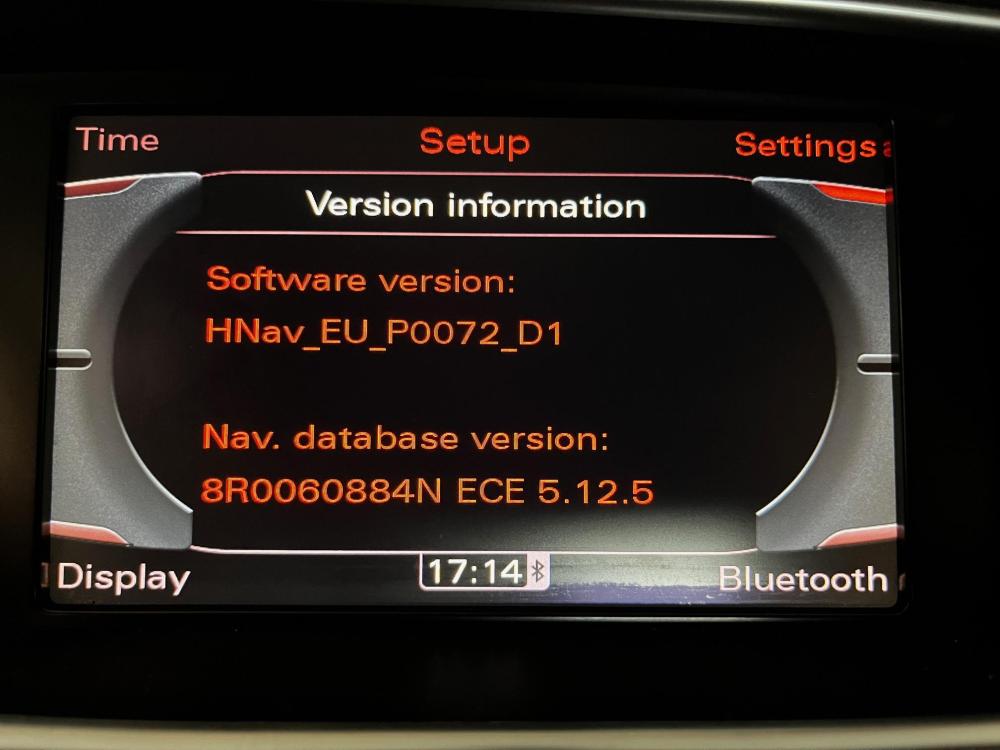 Time
Setup
Settings
Version information
Software version:
HNav_EU_P0072_D1
Nav. database version:
8R0060884N ECE 5.12.5
Display
17:14
Bluetooth